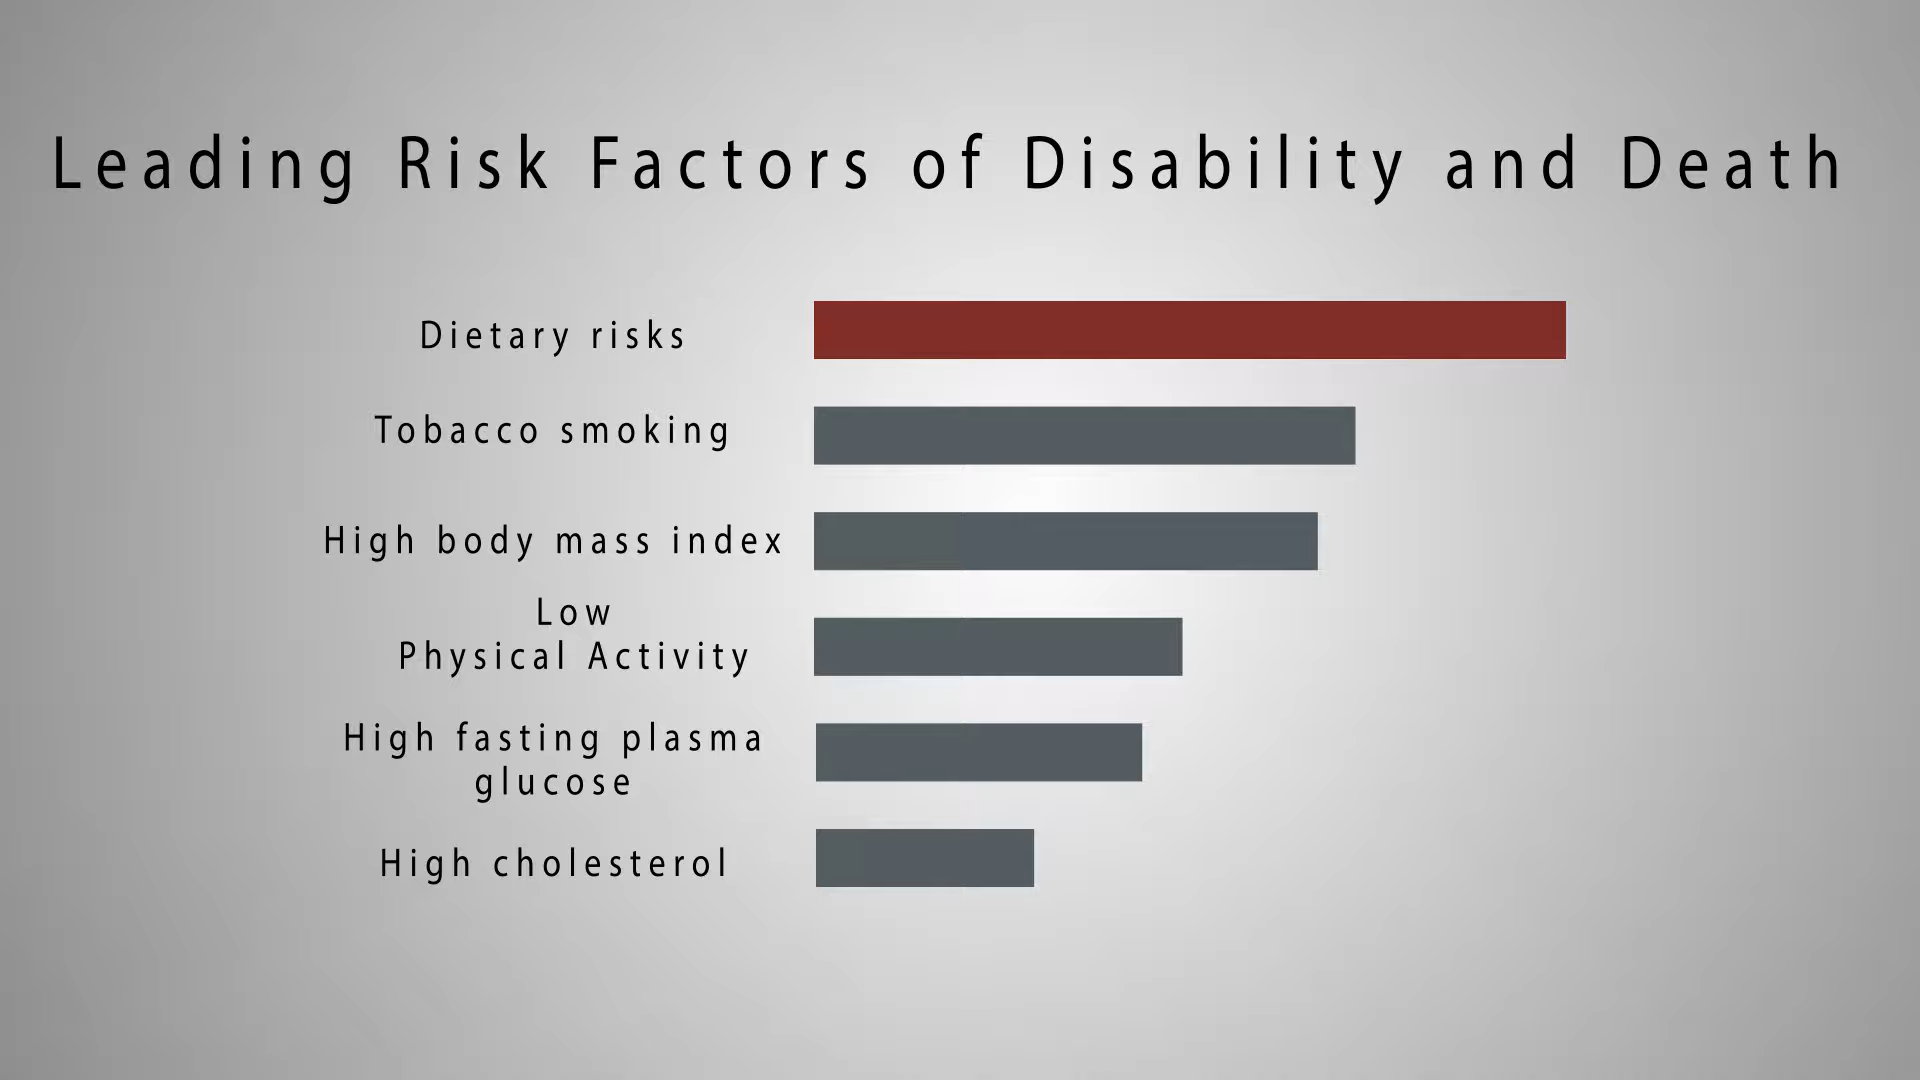 Leading Risk Factors of Disability and Death
Dietary risks
Tobacco smoking
High body mass index
Low
Physical Activity
High fasting plasma
glucose
High cholesterol